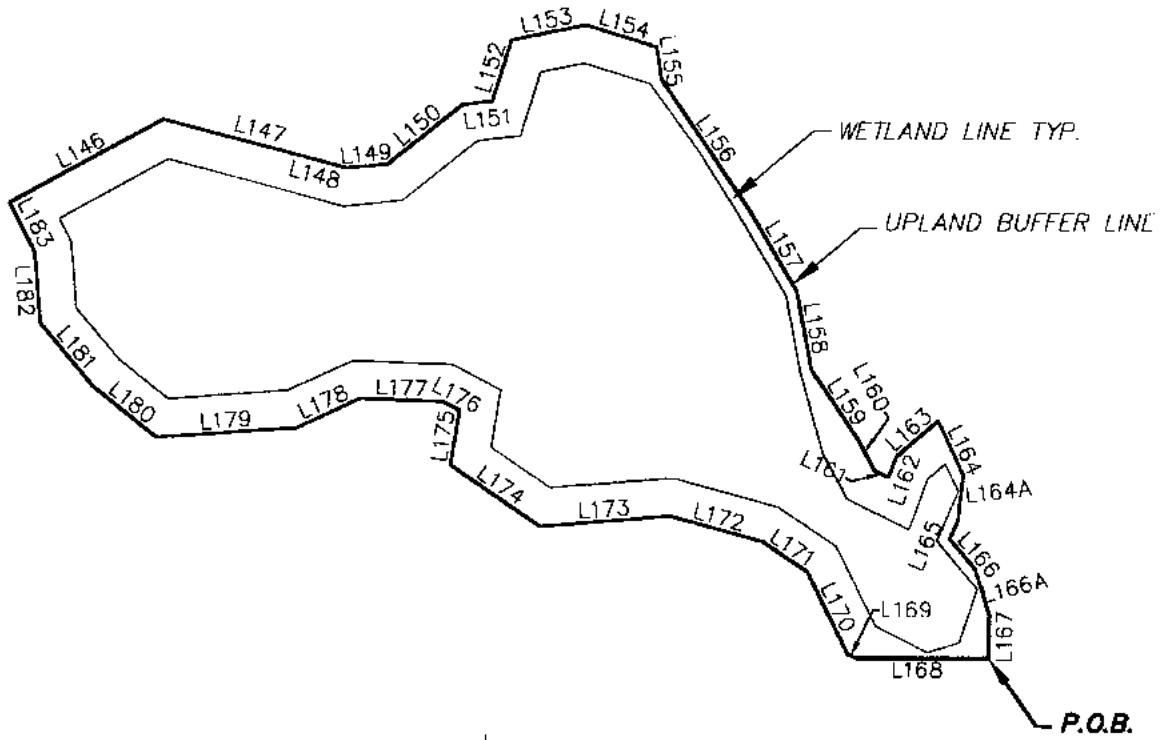 L153
L154
L152
L155
L146
L147
L150
L151
L149
L148
L156
WETLAND LINE TYP.
L183
L157
UPLAND BUFFER LINE
L182
L158
L181
L160
L159
L180
L179
L178
L177
L176
L175
L163
L161
L162
L164
L164A
L174
L173
L172
L165
L166
L171
L166A
L170
L169
L167
L168
P.O.B.